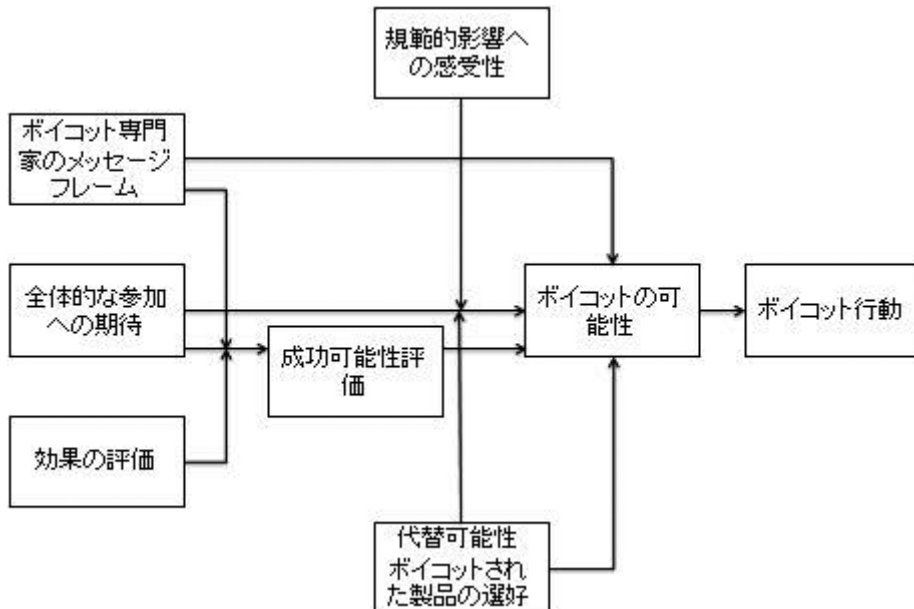 規範的影響へ
の感受性
ボイコット専門
家のメッセージ
フレーム
全体的な参加
への期待
成功可能性評
価
ボイコットの可
能性
ボイコット行動
効果の評価
代替可能性
ボイコットされ
た製品の選好